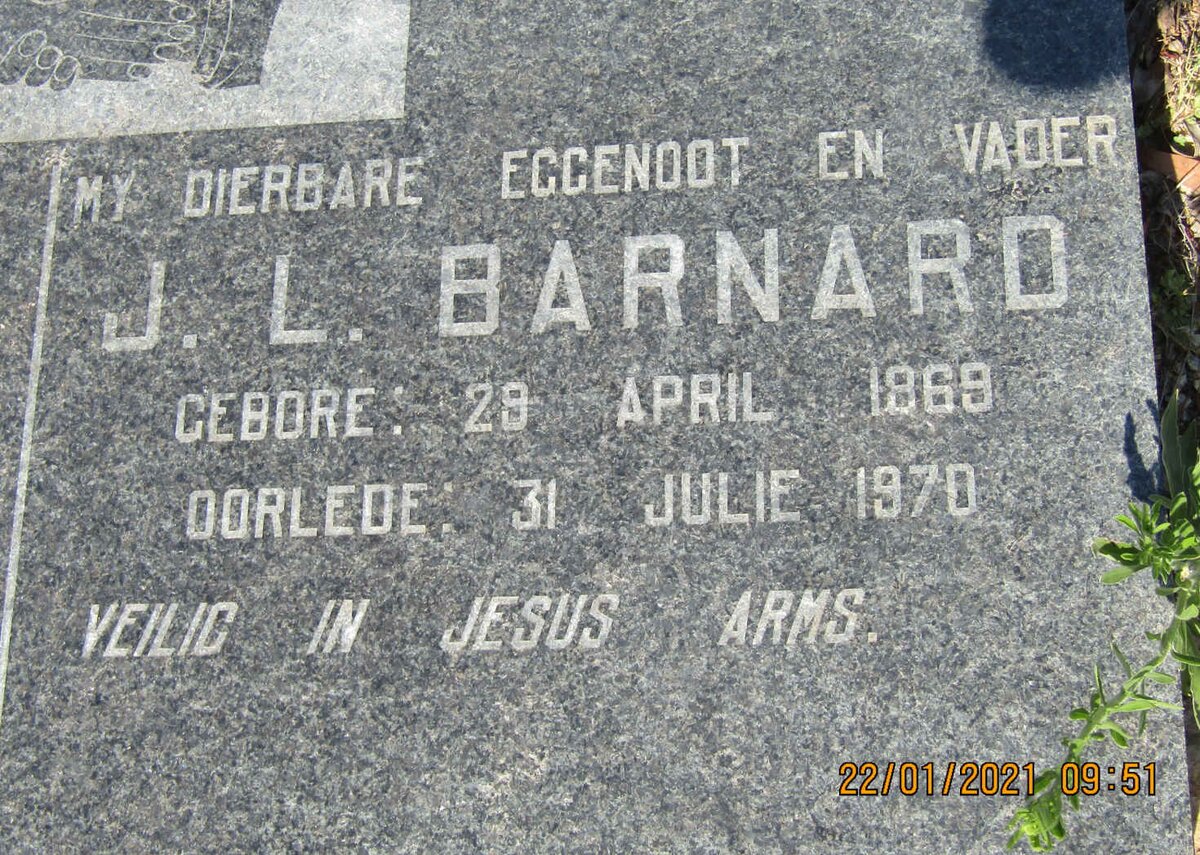 MY DIERBARE EGGENOOT EN VADER
J. L. BARNARD
GEBORE: 29 APRIL 1869
OORLEDE: 31 JULIE 1970
VEILIG IN JESUS ARMS.
22/01/2021 09:51